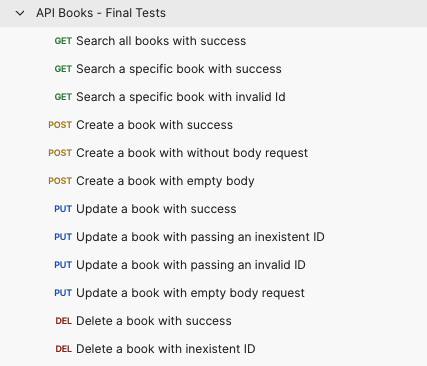 API Books - Final Tests
GET Search all books with success
GET Search a specific book with success
GET Search a specific book with invalid Id
POST Create a book with success
POST Create a book with without body request
POST Create a book with empty body
PUT Update a book with success
PUT Update a book with passing an inexistent ID
PUT Update a book with passing an invalid ID
PUT Update a book with empty body request
DEL Delete a book with success
DEL Delete a book with inexistent ID